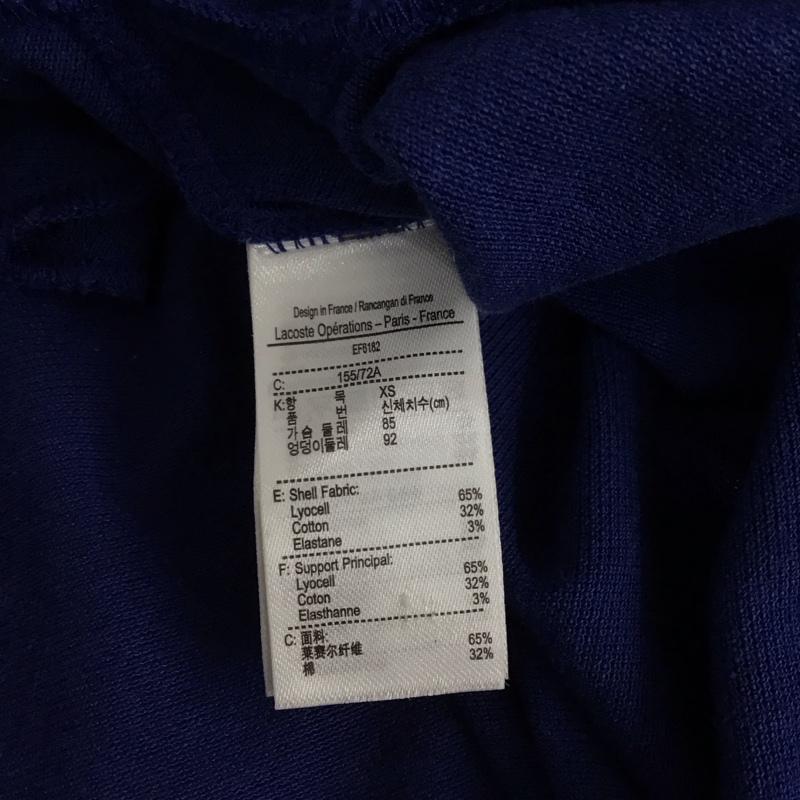 Design in France / Rancangan di France
Lacoste Opérations – Paris - France
EF6182
C: 155/72A
K:항 목 XS
품 번 신체치수(cm)
가슴 둘레 85
엉덩이둘레 92
E: Shell Fabric:
Lyocell 65%
Cotton 32%
Elastane 3%
F: Support Principal:
Lyocell 65%
Coton 32%
Elasthanne 3%
C: 面料:
莱赛尔纤维 65%
棉 32%